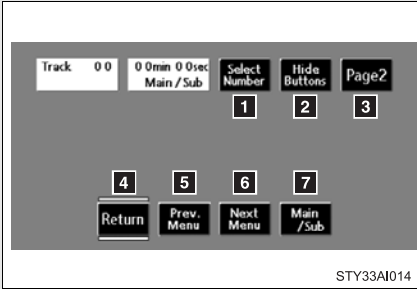 Track 0 0
0 0min 0 0sec
Main / Sub
Select
Number
Hide
Buttons
Page2
1
2
3
4
5
6
7
Return
Prev.
Menu
Next
Menu
Main
/Sub
STY33AI014